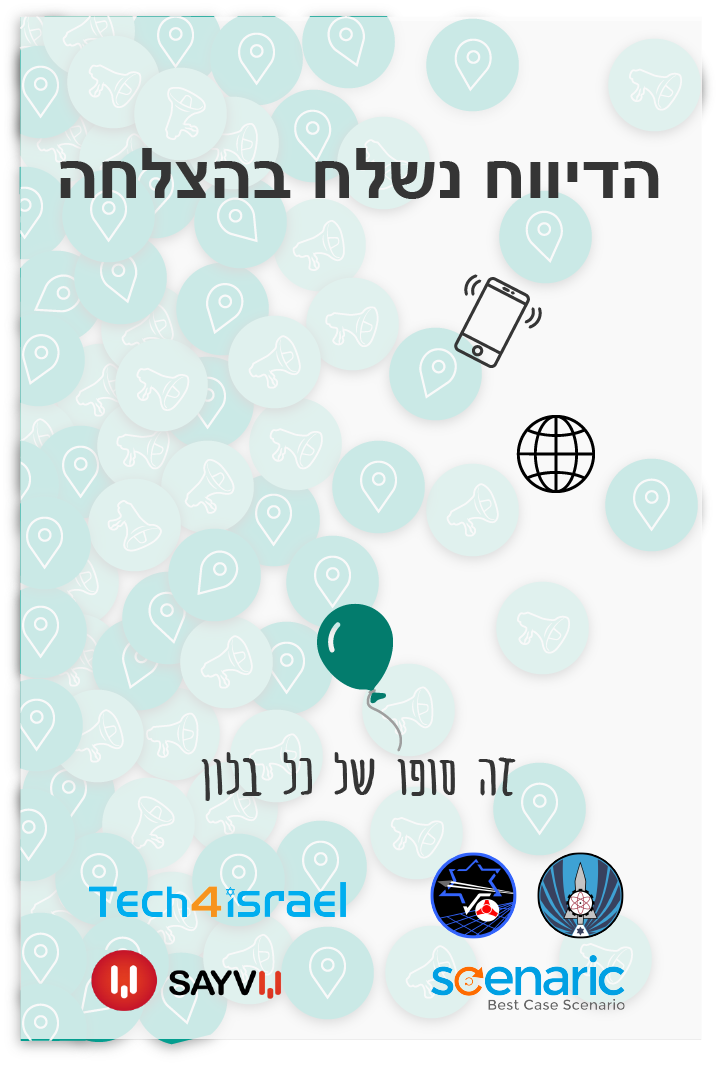 הדיווח נשלח בהצלחה
זה סופו של כל בלון
Tech4israel
SAYVU
scenaric
Best Case Scenario